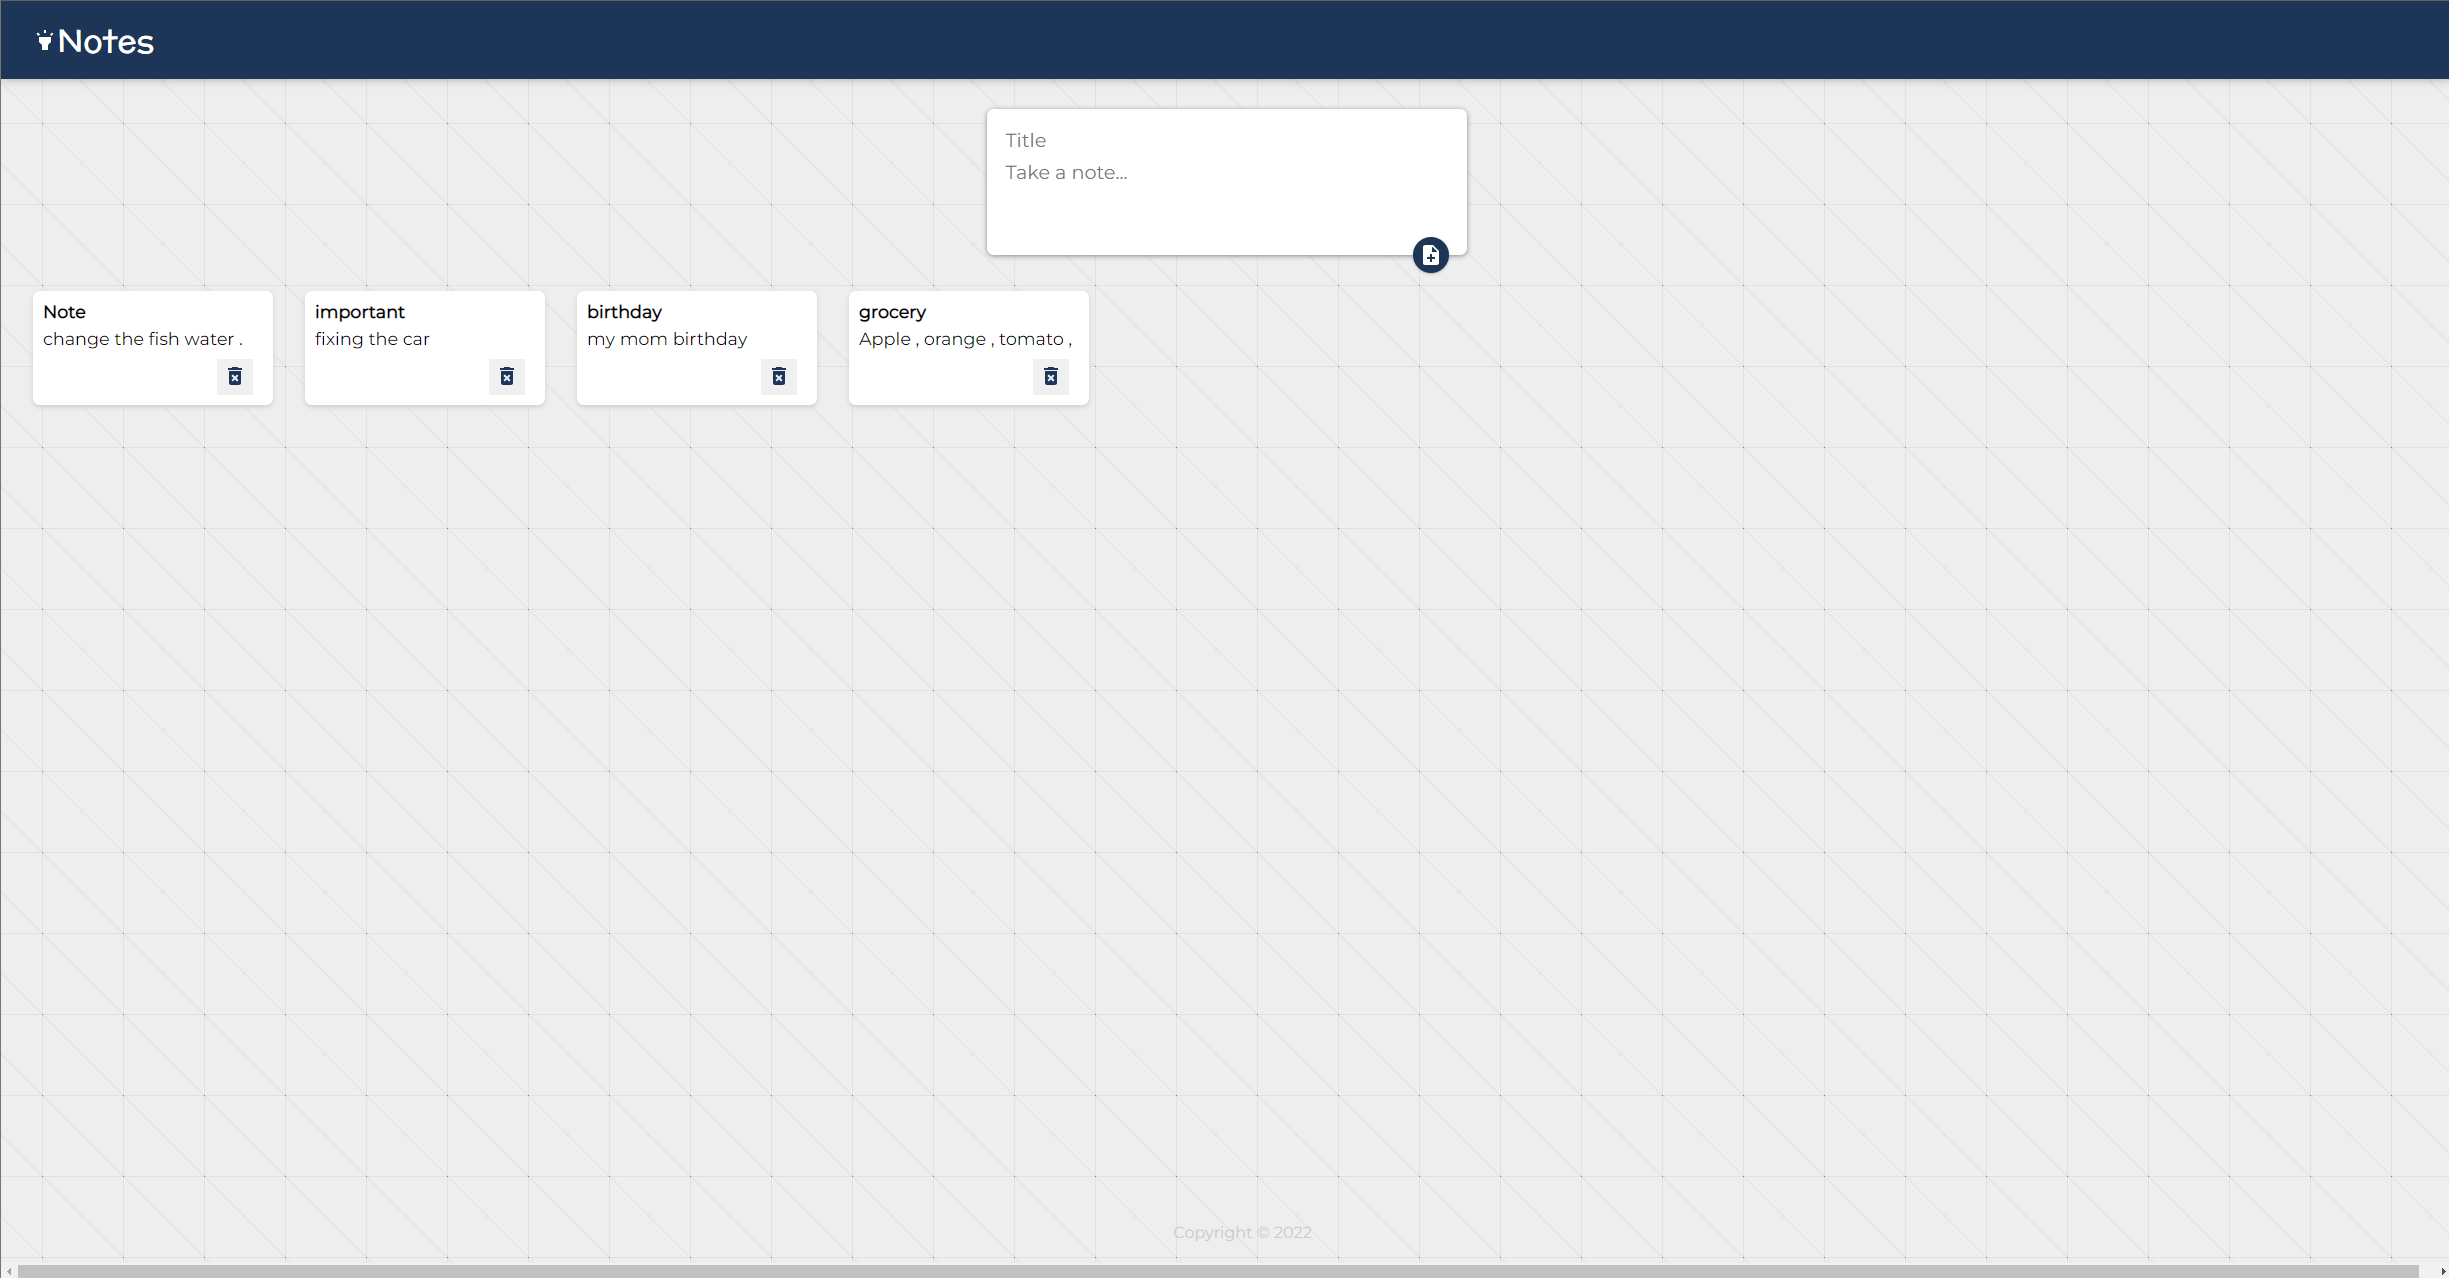 Notes
Title
Take a note...
Note
change the fish water .
important
fixing the car
birthday
my mom birthday
grocery
Apple , orange , tomato ,
Copyright © 2022